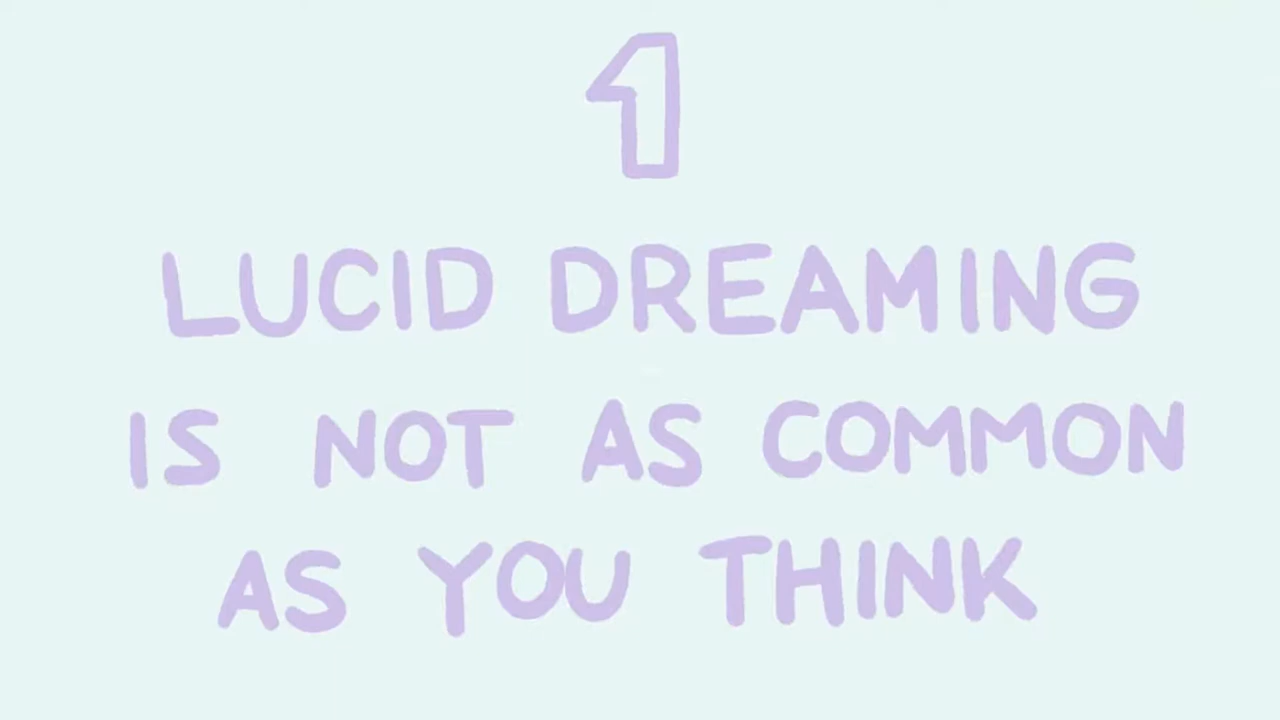 1
LUCID DREAMING
IS NOT AS COMMON
AS YOU THINK